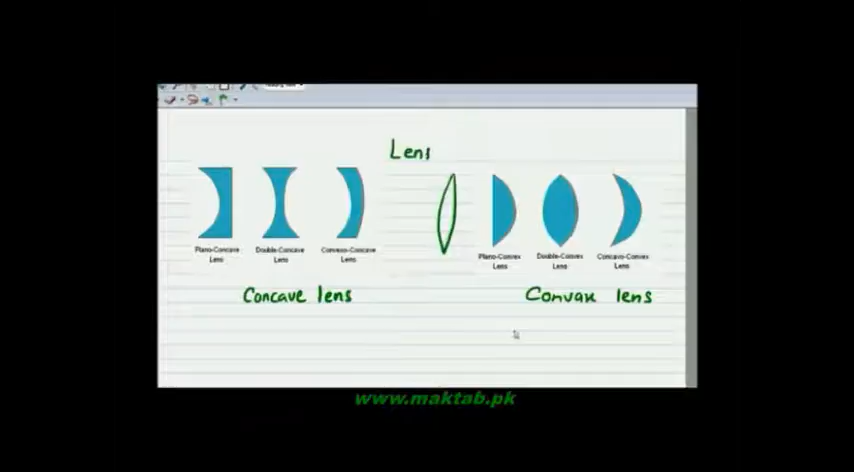 Lens
Plano-Concave
Lens
Double-Concave
Lens
Convexo-Concave
Lens
Plano-Convex
Lens
Double-Convex
Lens
Concavo-Convex
Lens
Concave lens
Convax lens
www.maktab.pk